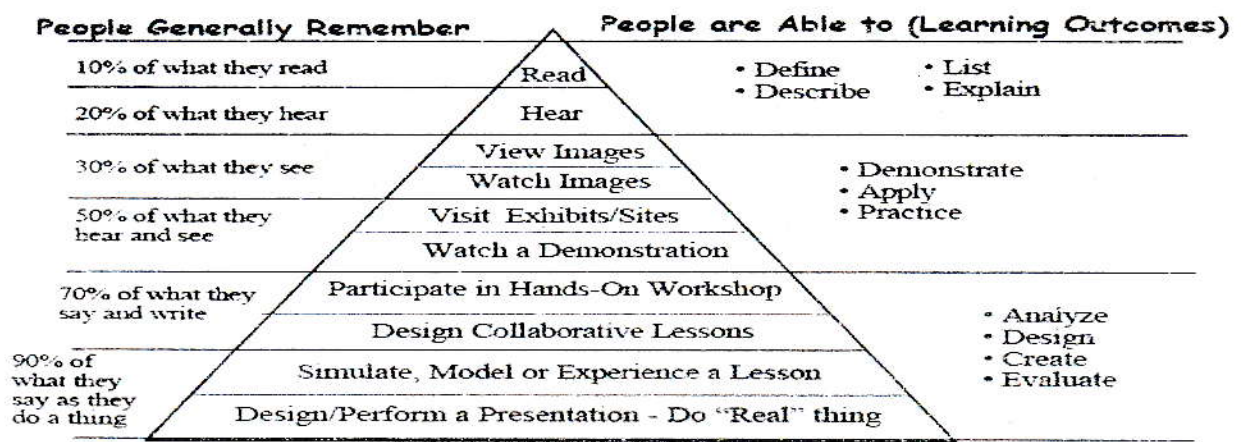 People Generally Remember
People are Able to (Learning Outcomes)
10% of what they read
Read
• Define
• List
• Describe
• Explain
20% of what they hear
Hear
30% of what they see
View Images
Watch Images
• Demonstrate
• Apply
• Practice
50% of what they
hear and see
Visit Exhibits/Sites
Watch a Demonstration
70% of what they
say and write
Participate in Hands-On Workshop
Design Collaborative Lessons
• Analyze
• Design
• Create
• Evaluate
90% of
what they
say as they
do a thing
Simulate, Model or Experience a Lesson
Design/Perform a Presentation - Do “Real” thing